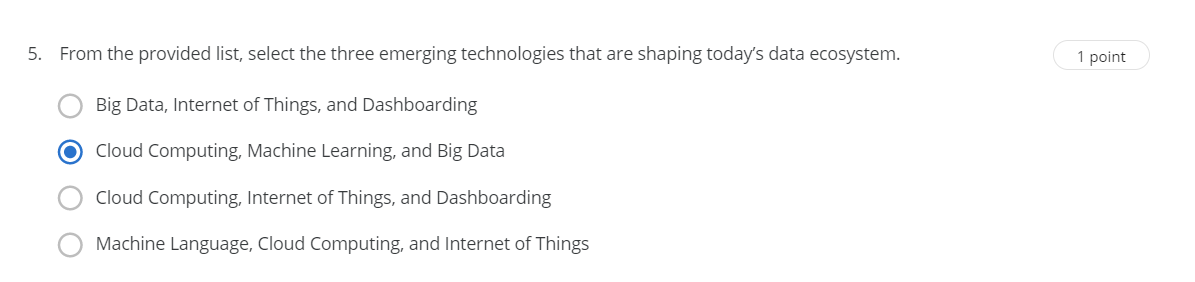 5. From the provided list, select the three emerging technologies that are shaping today's data ecosystem.
1 point
Big Data, Internet of Things, and Dashboarding
Cloud Computing, Machine Learning, and Big Data
Cloud Computing, Internet of Things, and Dashboarding
Machine Language, Cloud Computing, and Internet of Things